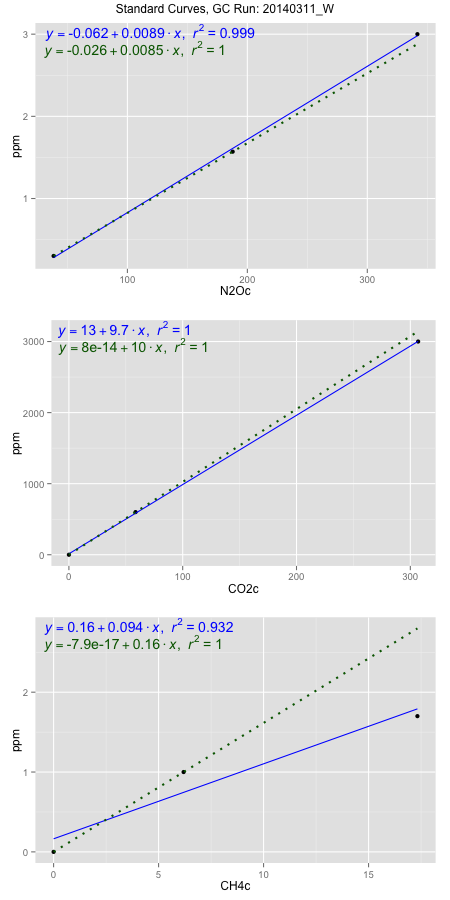 Standard Curves, GC Run: 20140311_W
y = -0.062 + 0.0089 · x, r² = 0.999
y = -0.026 + 0.0085 · x, r² = 1
3
2
1
ppm
100 200 300
N2Oc
y = 13 + 9.7 · x, r² = 1
y = 8e-14 + 10 · x, r² = 1
3000
2000
1000
0
ppm
0 100 200 300
CO2c
y = 0.16 + 0.094 · x, r² = 0.932
y = -7.9e-17 + 0.16 · x, r² = 1
2
1
0
ppm
0 5 10 15
CH4c